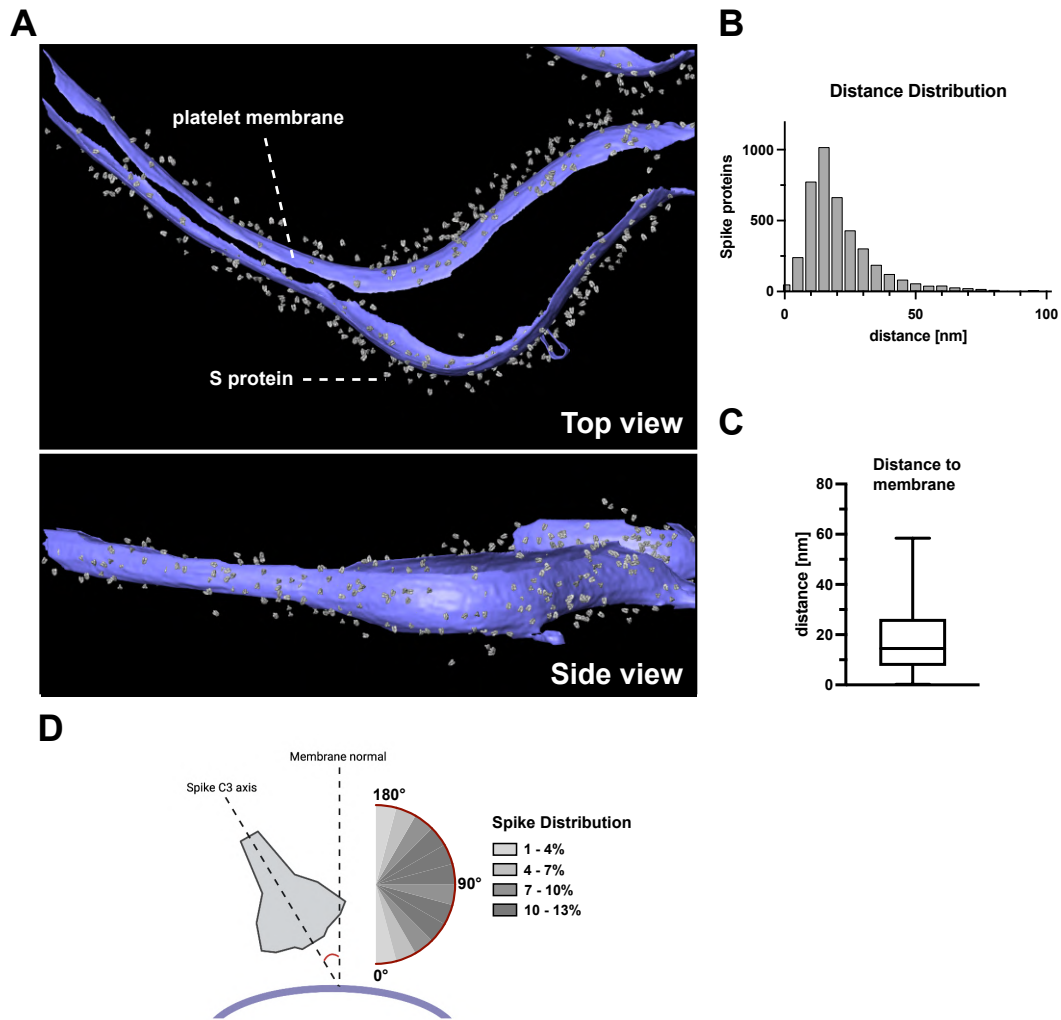 A
platelet membrane
S protein
Top view
Side view
B
Distance Distribution
Spike proteins
1000
500
0
0
50
100
distance [nm]
C
Distance to
membrane
distance [nm]
80
60
40
20
0
D
Membrane normal
Spike C3 axis
180°
90°
0°
Spike Distribution
1 - 4%
4 - 7%
7 - 10%
10 - 13%